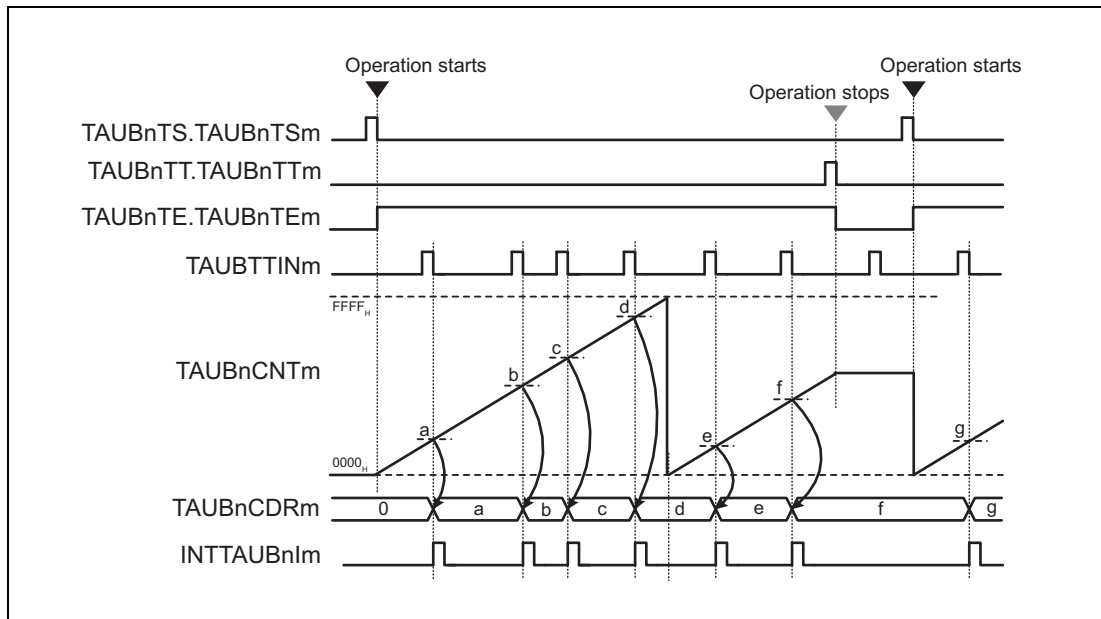 Operation starts
Operation starts
Operation stops
TAUBnTS.TAUBnTSm
TAUBnTT.TAUBnTTm
TAUBnTE.TAUBnTEm
TAUBTTINm
FFFFH
d
c
TAUBnCNTm
b
f
a
e
g
0000H
TAUBnCDRm
0 a b c d e f g
INTTAUBnIm